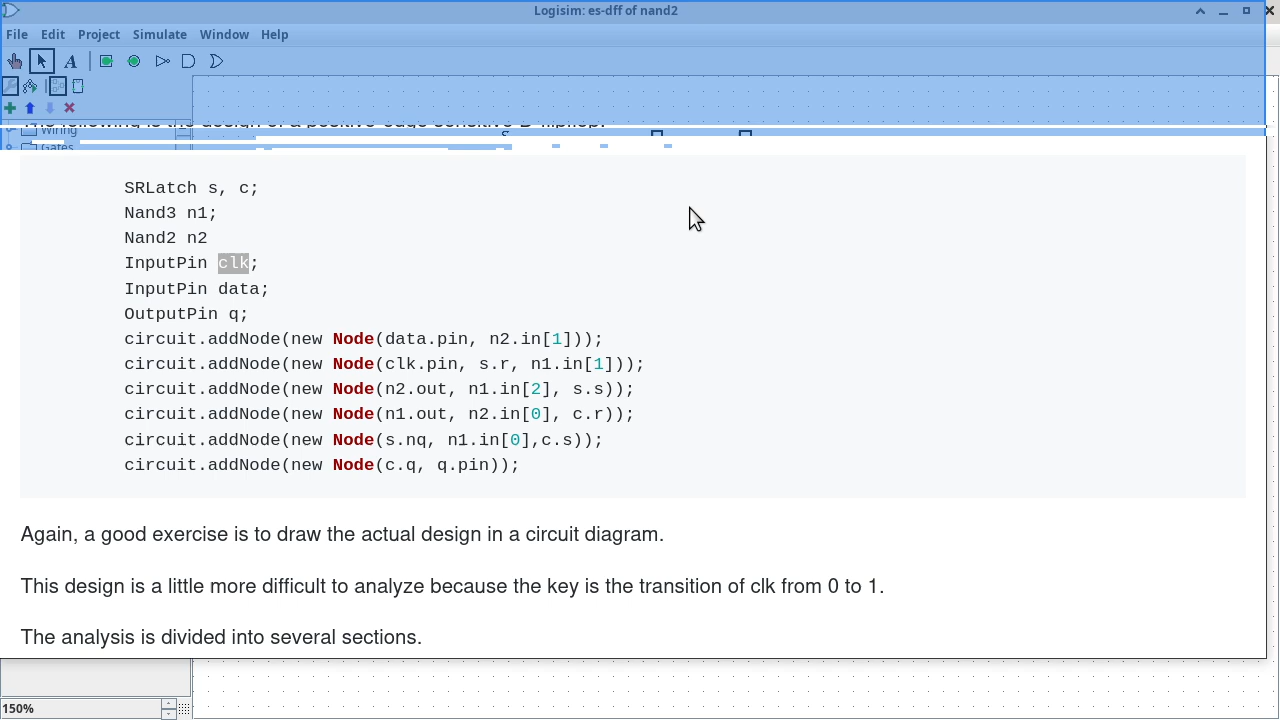 Logisim: es-dff of nand2
File Edit Project Simulate Window Help
Wiring
Gates
SRLatch s, c;
Nand3 n1;
Nand2 n2
InputPin clk;
InputPin data;
OutputPin q;
circuit.addNode(new Node(data.pin, n2.in[1]));
circuit.addNode(new Node(clk.pin, s.r, n1.in[1]));
circuit.addNode(new Node(n2.out, n1.in[2], s.s));
circuit.addNode(new Node(n1.out, n2.in[0], c.r));
circuit.addNode(new Node(s.nq, n1.in[0],c.s));
circuit.addNode(new Node(c.q, q.pin));
Again, a good exercise is to draw the actual design in a circuit diagram.
This design is a little more difficult to analyze because the key is the transition of clk from 0 to 1.
The analysis is divided into several sections.
150%